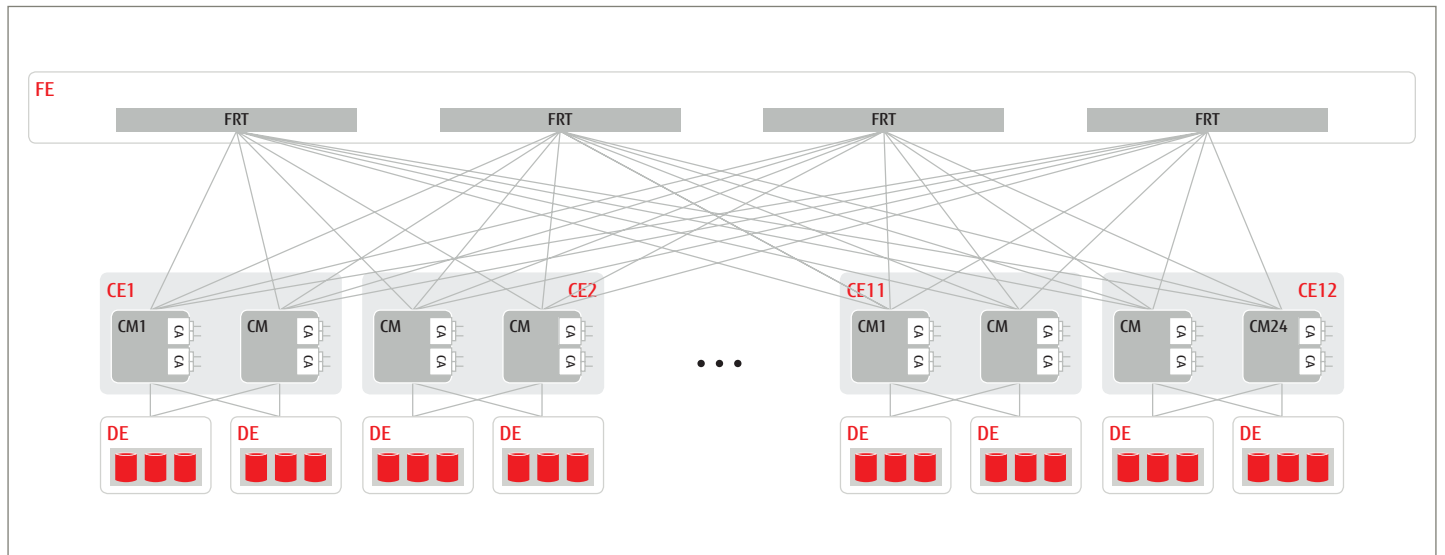 FE
FRT FRT FRT FRT
CE1 CE2 CE11 CE12
CM1 CA CM CA CM CA CM CA CM1 CA CM CA CM CA CM24 CA
CA CA CA CA CA CA CA CA
•••
DE DE DE DE DE DE DE DE